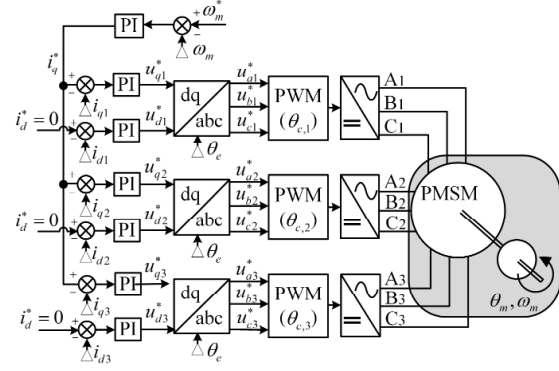 PI + ω*m
− ωm
i*q
+ − PI u*q1 u*a1 A1
iq1 dq u*b1 PWM B1
i*d = 0 + − PI u*d1 abc u*c1 (θc,1) C1
id1 θe
+ − PI u*q2 u*a2 A2 PMSM
iq2 dq u*b2 PWM B2
i*d = 0 + − PI u*d2 abc u*c2 (θc,2) C2
id2 θe
+ − PI u*q3 u*a3 A3
iq3 dq u*b3 PWM B3 θm, ωm
i*d = 0 + − PI u*d3 abc u*c3 (θc,3) C3
id3 θe